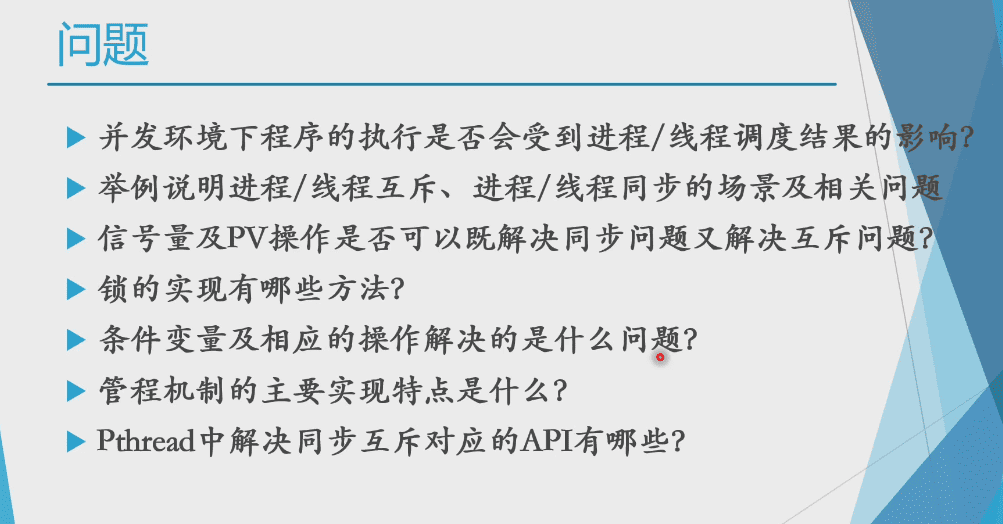 问题
并发环境下程序的执行是否会受到进程/线程调度结果的影响?
举例说明进程/线程互斥、进程/线程同步的场景及相关问题
信号量及PV操作是否可以既解决同步问题又解决互斥问题?
锁的实现有哪些方法?
条件变量及相应的操作解决的是什么问题?
管程机制的主要实现特点是什么?
Pthread中解决同步互斥对应的API有哪些?